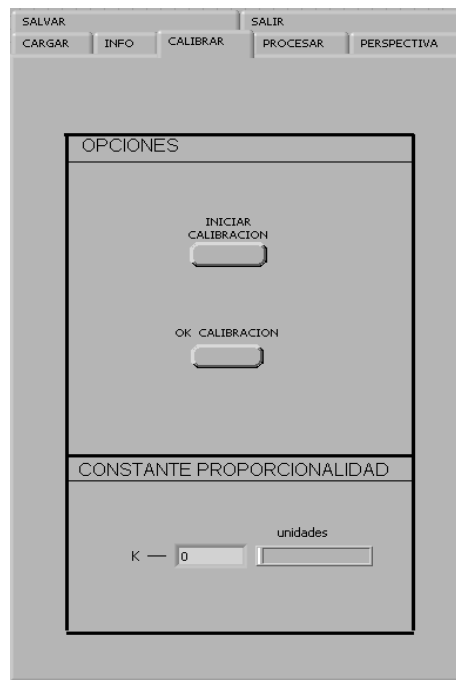 SALVAR SALIR
CARGAR INFO CALIBRAR PROCESAR PERSPECTIVA
OPCIONES
INICIAR
CALIBRACION
OK CALIBRACION
CONSTANTE PROPORCIONALIDAD
unidades
K — 0